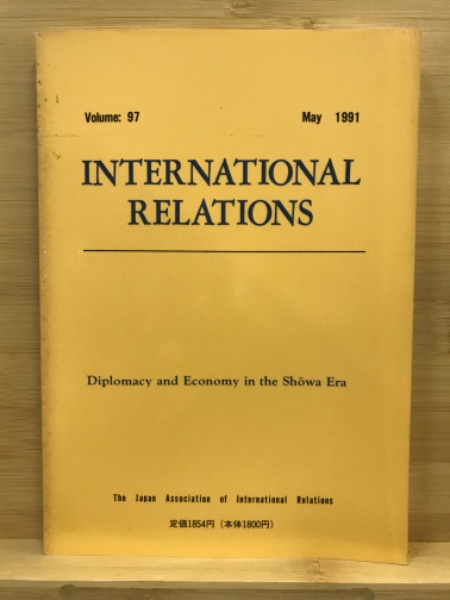 Volume: 97 May 1991
INTERNATIONAL
RELATIONS
Diplomacy and Economy in the Shōwa Era
The Japan Association of International Relations
定価1854円（本体1800円）